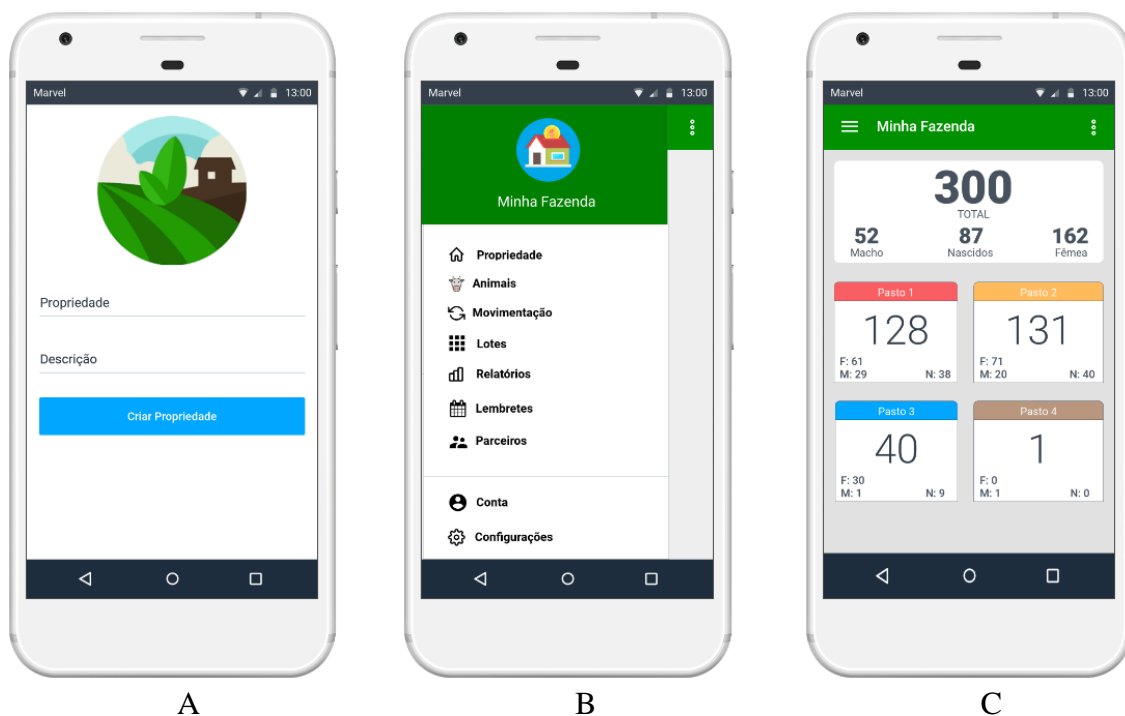 Marvel 13:00
Propriedade
Descrição
Criar Propriedade
A
Marvel 13:00
Minha Fazenda
Propriedade
Animais
Movimentação
Lotes
Relatórios
Lembretes
Parceiros
Conta
Configurações
B
Marvel 13:00
Minha Fazenda
300
TOTAL
52 87 162
Macho Nascidos Fêmea
Pasto 1
128
F: 61
M: 29 N: 38
Pasto 2
131
F: 71
M: 20 N: 40
Pasto 3
40
F: 30
M: 1 N: 9
Pasto 4
1
F: 0
M: 1 N: 0
C